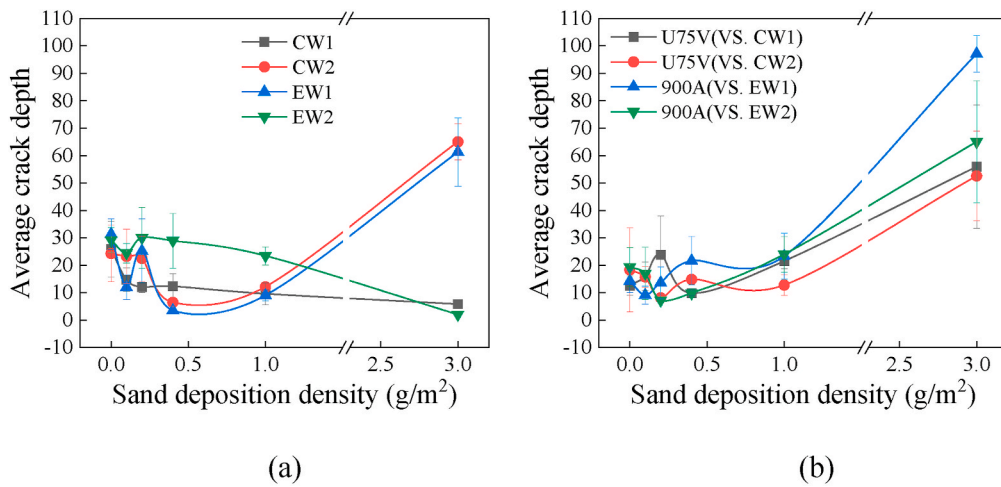 110
100
90
80
70
60
50
40
30
20
10
0
-10
Average crack depth
CW1
CW2
EW1
EW2
0.0 0.5 1.0 2.5 3.0
Sand deposition density (g/m²)
(a)
110
100
90
80
70
60
50
40
30
20
10
0
-10
Average crack depth
U75V(VS. CW1)
U75V(VS. CW2)
900A(VS. EW1)
900A(VS. EW2)
0.0 0.5 1.0 2.5 3.0
Sand deposition density (g/m²)
(b)